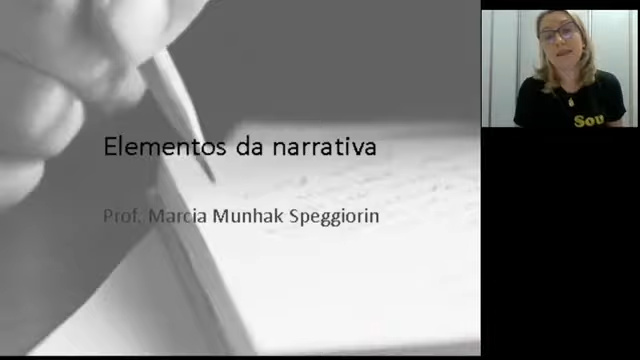 Elementos da narrativa
Prof. Marcia Munhak Speggiorin
Sou